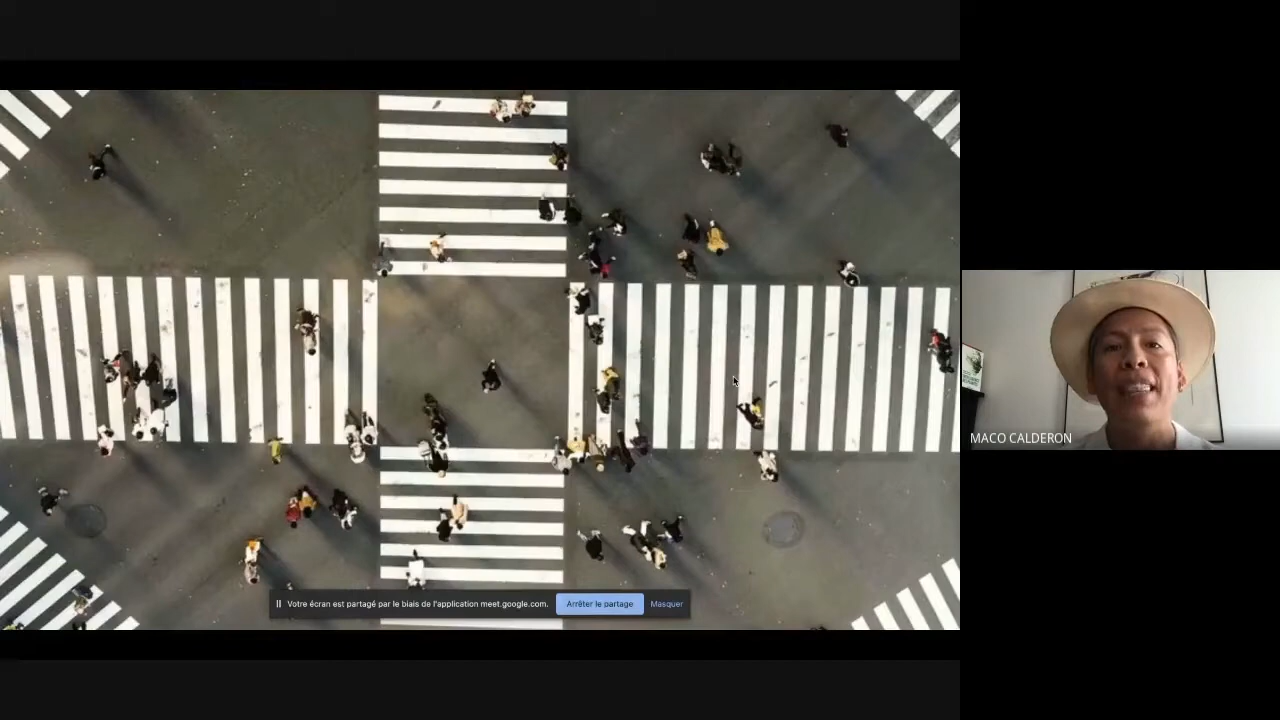 Votre écran est partagé par le biais de l'application meet.google.com.
Arrêter le partage
Masquer
MACO CALDERON